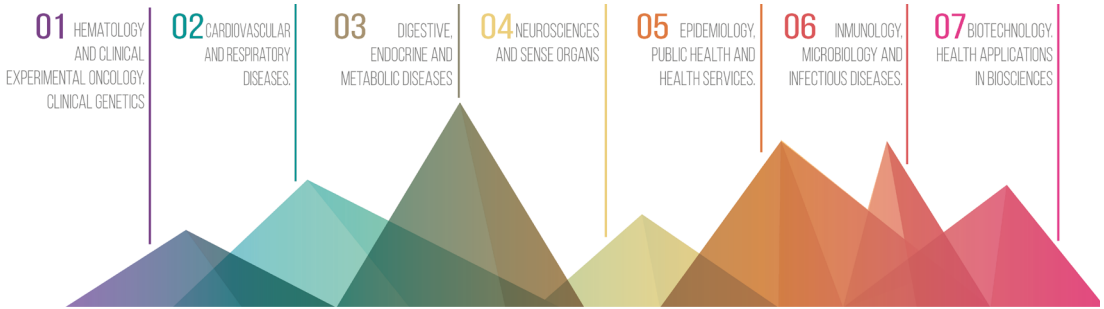 01 HEMATOLOGY
AND CLINICAL
EXPERIMENTAL ONCOLOGY.
CLINICAL GENETICS
02 CARDIOVASCULAR
AND RESPIRATORY
DISEASES.
03 DIGESTIVE,
ENDOCRINE AND
METABOLIC DISEASES
04 NEUROSCIENCES
AND SENSE ORGANS
05 EPIDEMIOLOGY,
PUBLIC HEALTH AND
HEALTH SERVICES.
06 INMUNOLOGY,
MICROBIOLOGY AND
INFECTIOUS DISEASES.
07 BIOTECHNOLOGY.
HEALTH APPLICATIONS
IN BIOSCIENCES